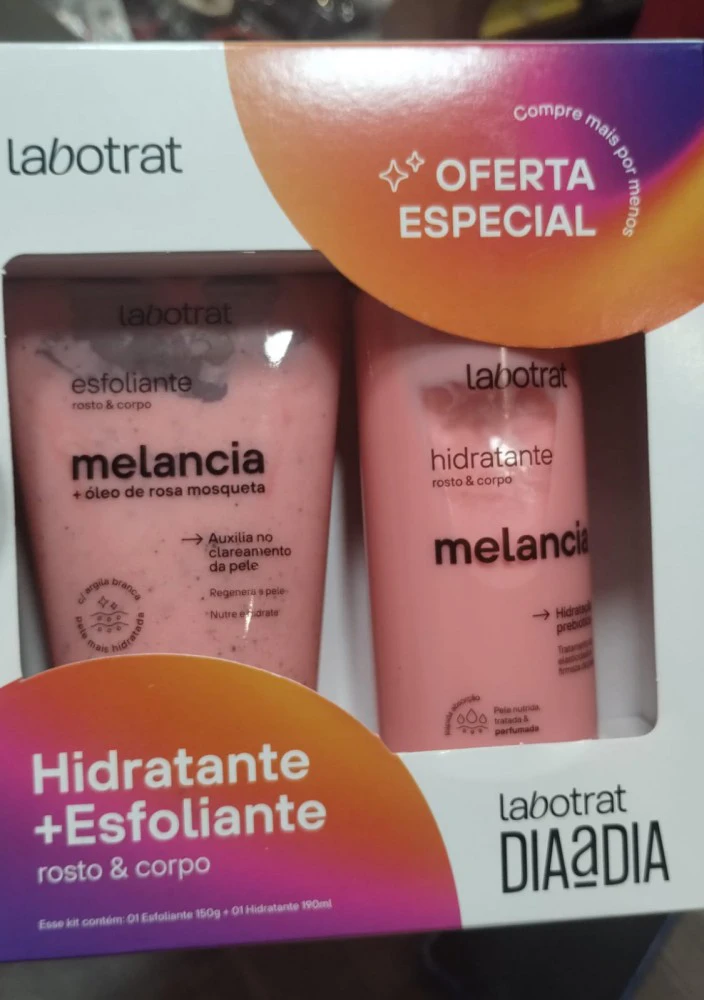 labotrat
Compre mais por menos
OFERTA
ESPECIAL
labotrat
esfoliante
rosto & corpo
melancia
+ óleo de rosa mosqueta
Auxilia no
clareamento
da pele
Regenera a pele
Nutre e hidrata
c/ argila branca
pele mais hidratada
labotrat
hidratante
rosto & corpo
melancia
prebiót
Pele nutrida,
tratada &
perfumada
Hidratante
+Esfoliante
rosto & corpo
Esse kit contém: 01 Esfoliante 150g + 01 Hidratante 190ml
labotrat
DIAaDIA